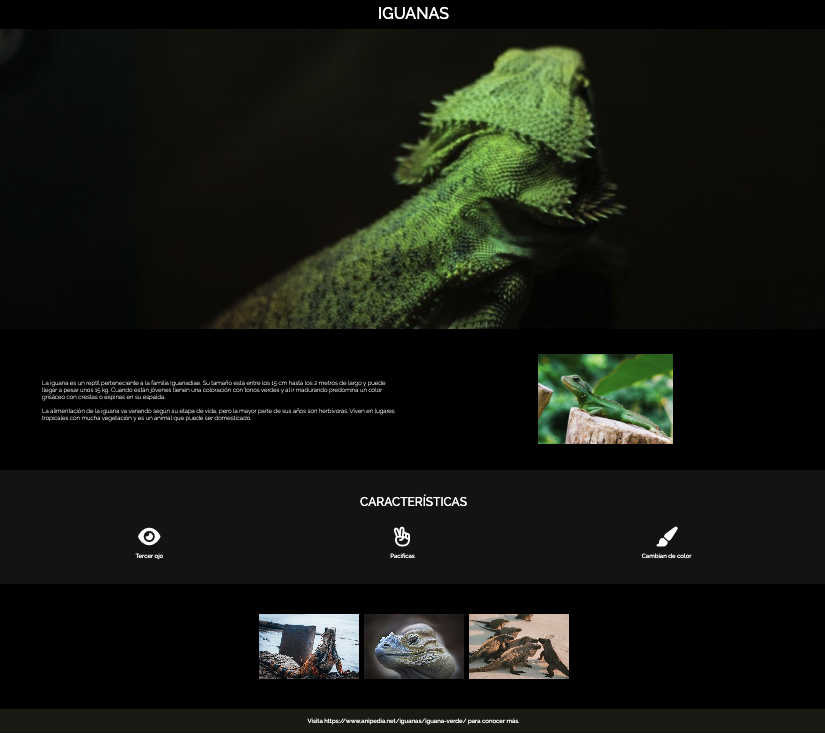 IGUANAS
La iguana es un reptil perteneciente a la familia Iguanadiae. Su tamaño está entre los 15 cm hasta los 2 metros de largo y puede
llegar a pesar unos 15 kg. Cuando están jóvenes tienen una coloración con tonos verdes y al ir madurando predomina un color
grisáceo con crestas o espinas en su espalda.
La alimentación de la iguana va variando según su etapa de vida, pero la mayor parte de sus años son herbívoras. Viven en lugares
tropicales con mucha vegetación y es un animal que puede ser domesticado.
CARACTERÍSTICAS
Tercer ojo
Pacíficas
Cambian de color
Visita https://www.anipedia.net/iguanas/iguana-verde/ para conocer más.